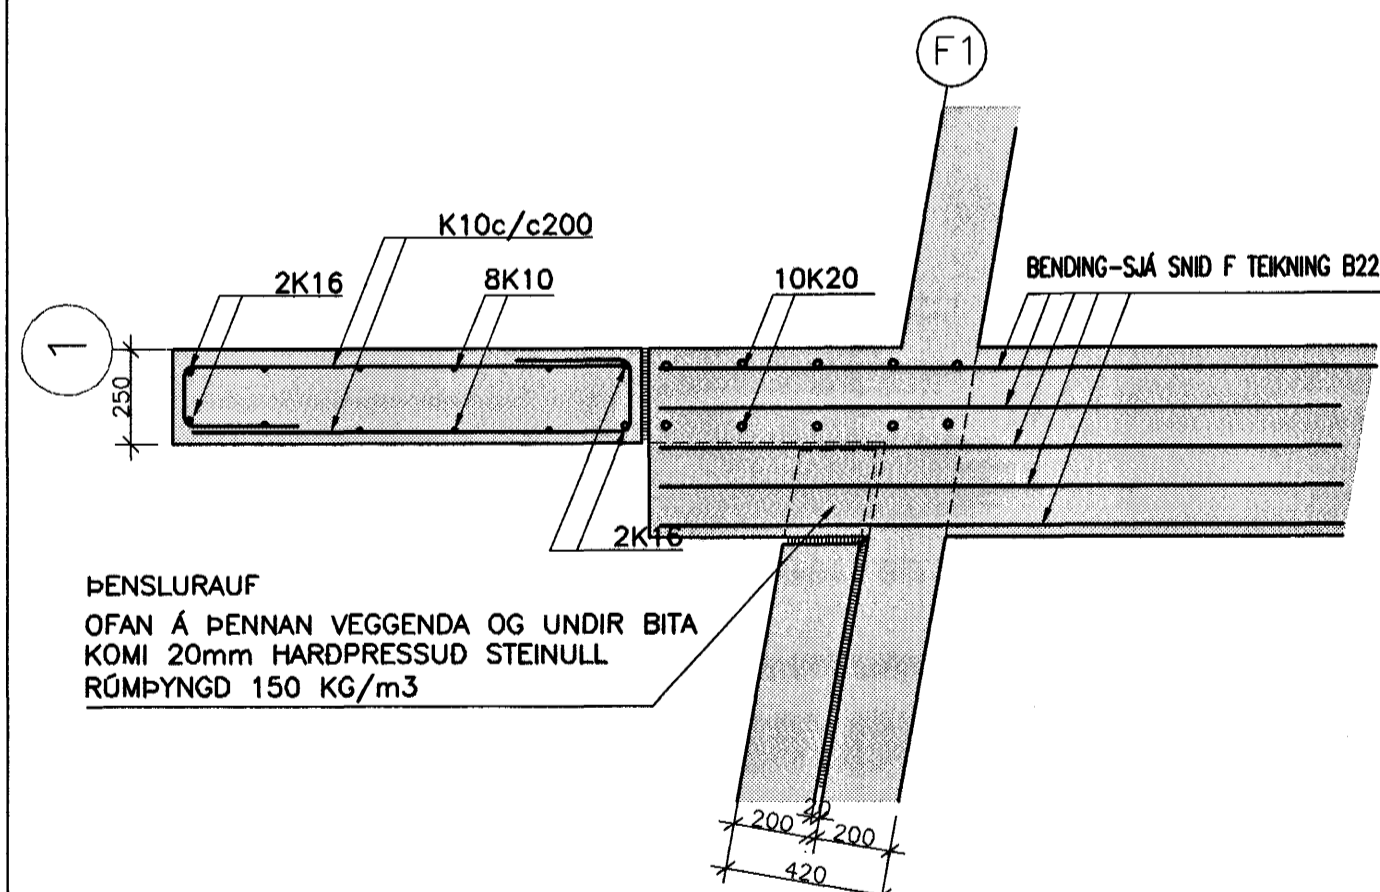 F1
K10c/c200
BENDING-SJÁ SNID F TEIKNING B22
2K16
8K10
10K20
1
250
2K16
ÞENSLURAUF
OFAN Á ÞENNAN VEGGENDA OG UNDIR BITA
KOMI 20mm HARÐPRESSUD STEINULL
RÚMÞYNGD 150 KG/m3
20
200
200
420